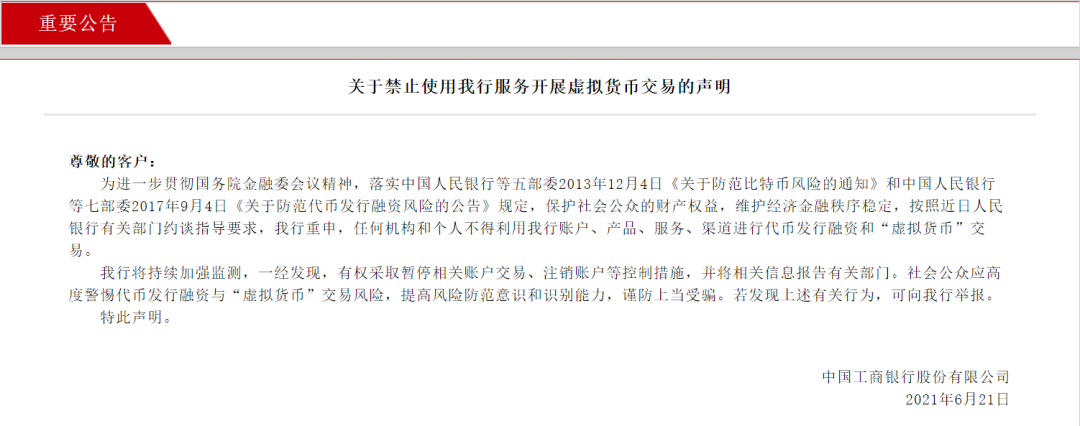 重要公告
关于禁止使用我行服务开展虚拟货币交易的声明
尊敬的客户：
为进一步贯彻国务院金融委会议精神，落实中国人民银行等五部委2013年12月4日《关于防范比特币风险的通知》和中国人民银行
等七部委2017年9月4日《关于防范代币发行融资风险的公告》规定，保护社会公众的财产权益，维护经济金融秩序稳定，按照近日人民
银行有关部门约谈指导要求，我行重申，任何机构和个人不得利用我行账户、产品、服务、渠道进行代币发行融资和“虚拟货币”交
易。
我行将持续加强监测，一经发现，有权采取暂停相关账户交易、注销账户等控制措施，并将相关信息报告有关部门。社会公众应高
度警惕代币发行融资与“虚拟货币”交易风险，提高风险防范意识和识别能力，谨防上当受骗。若发现上述有关行为，可向我行举报。
特此声明。
中国工商银行股份有限公司
2021年6月21日